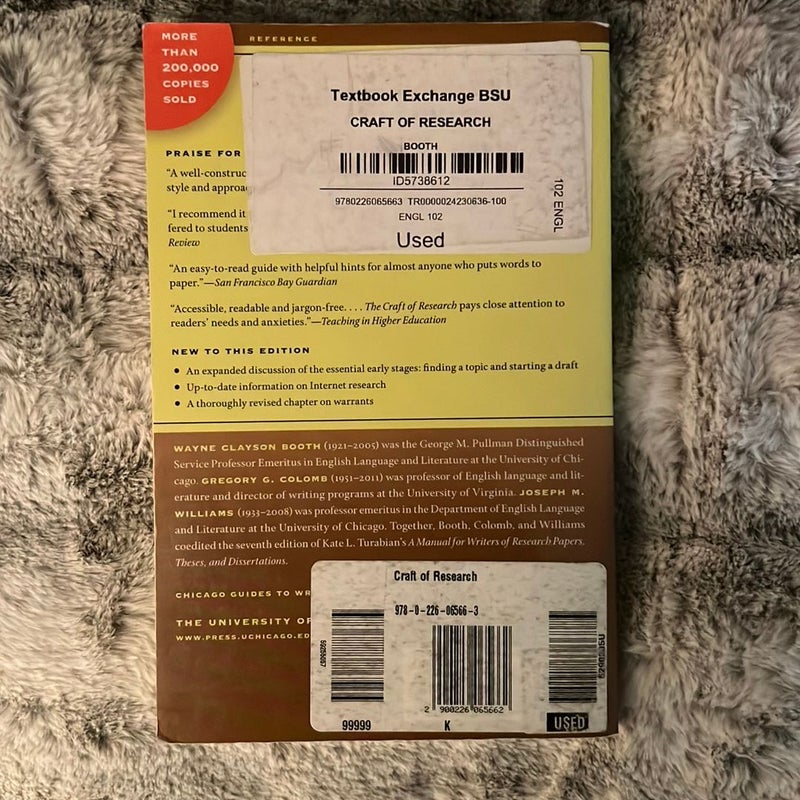 MORE
THAN
200,000
COPIES
SOLD
REFERENCE
Textbook Exchange BSU
CRAFT OF RESEARCH
BOOTH
ID5738612
9780226065663 TR0000024230636-100
ENGL 102
Used
102 ENGL
PRAISE FOR
“A well-construc
style and approa
“I recommend it
fered to students
Review
“An easy-to-read guide with helpful hints for almost anyone who puts words to
paper.”—San Francisco Bay Guardian
“Accessible, readable and jargon-free. . . . The Craft of Research pays close attention to
readers’ needs and anxieties.”—Teaching in Higher Education
NEW TO THIS EDITION
• An expanded discussion of the essential early stages: finding a topic and starting a draft
• Up-to-date information on Internet research
• A thoroughly revised chapter on warrants
WAYNE CLAYSON BOOTH (1921–2005) was the George M. Pullman Distinguished
Service Professor Emeritus in English Language and Literature at the University of Chi-
cago. GREGORY G. COLOMB (1951–2011) was professor of English language and lit-
erature and director of writing programs at the University of Virginia. JOSEPH M.
WILLIAMS (1933–2008) was professor emeritus in the Department of English Language
and Literature at the University of Chicago. Together, Booth, Colomb, and Williams
coedited the seventh edition of Kate L. Turabian’s A Manual for Writers of Research Papers,
Theses, and Dissertations.
CHICAGO GUIDES TO WR
THE UNIVERSITY OF
WWW.PRESS.UCHICAGO.ED
Craft of Research
978-0-226-06566-3
2 900226 065662
99999
K
USED